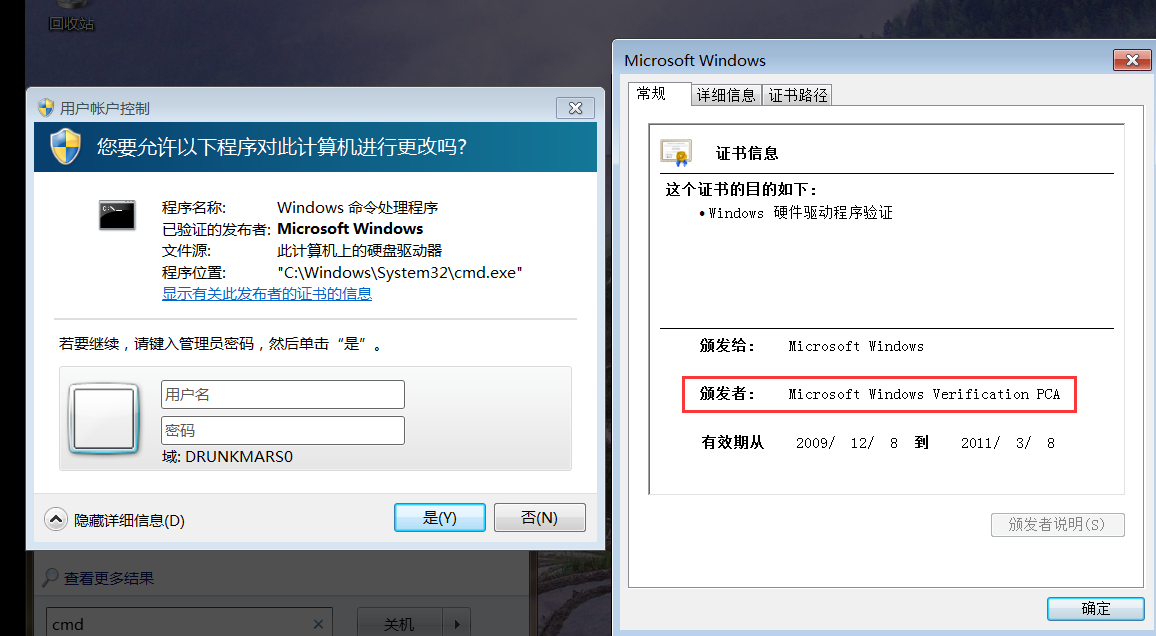 回收站
用户帐户控制
您要允许以下程序对此计算机进行更改吗?
C:\_
程序名称: Windows 命令处理程序
已验证的发布者: Microsoft Windows
文件源: 此计算机上的硬盘驱动器
程序位置: "C:\Windows\System32\cmd.exe"
显示有关此发布者的证书的信息
若要继续，请键入管理员密码，然后单击“是”。
用户名
密码
域: DRUNKMARS0
隐藏详细信息(D)
是(Y)
否(N)
查看更多结果
cmd
关机
Microsoft Windows
常规 详细信息 证书路径
证书信息
这个证书的目的如下:
•Windows 硬件驱动程序验证
颁发给: Microsoft Windows
颁发者: Microsoft Windows Verification PCA
有效期从 2009/ 12/ 8 到 2011/ 3/ 8
颁发者说明(S)
确定